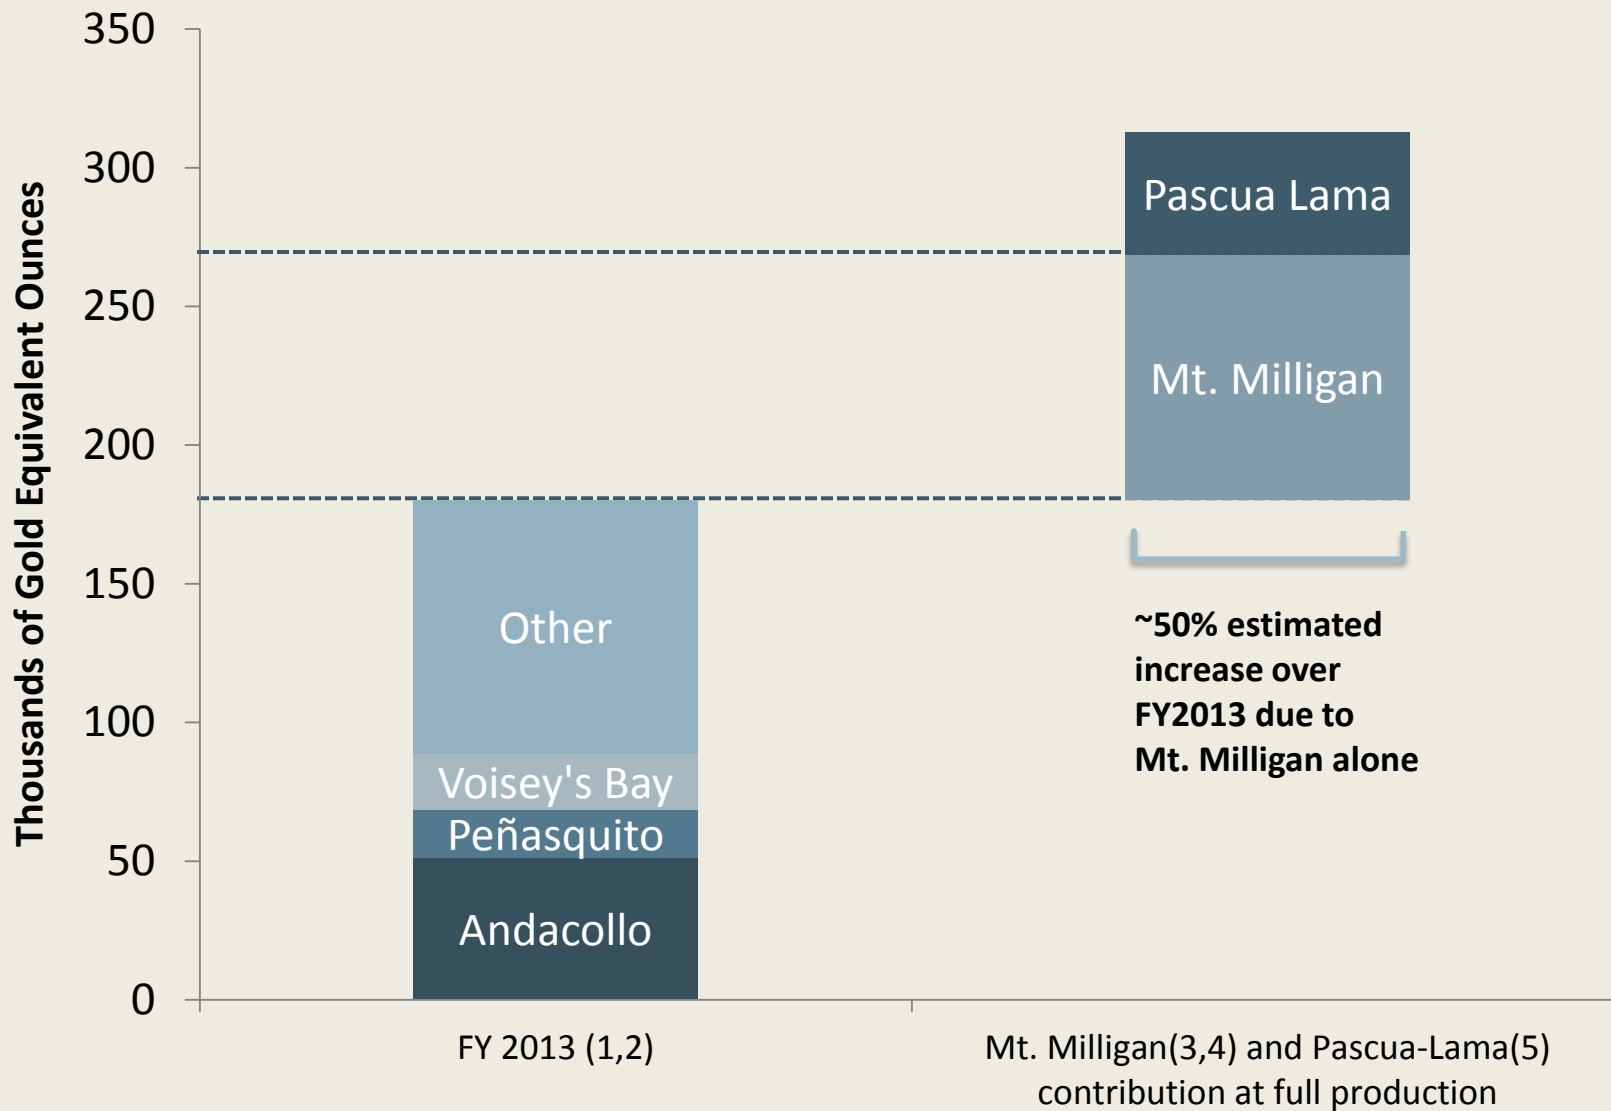 Thousands of Gold Equivalent Ounces
350
300
250
200
150
100
50
0
Other
Voisey's Bay
Peñasquito
Andacollo
Pascua Lama
Mt. Milligan
~50% estimated
increase over
FY2013 due to
Mt. Milligan alone
FY 2013 (1,2)
Mt. Milligan(3,4) and Pascua-Lama(5)
contribution at full production